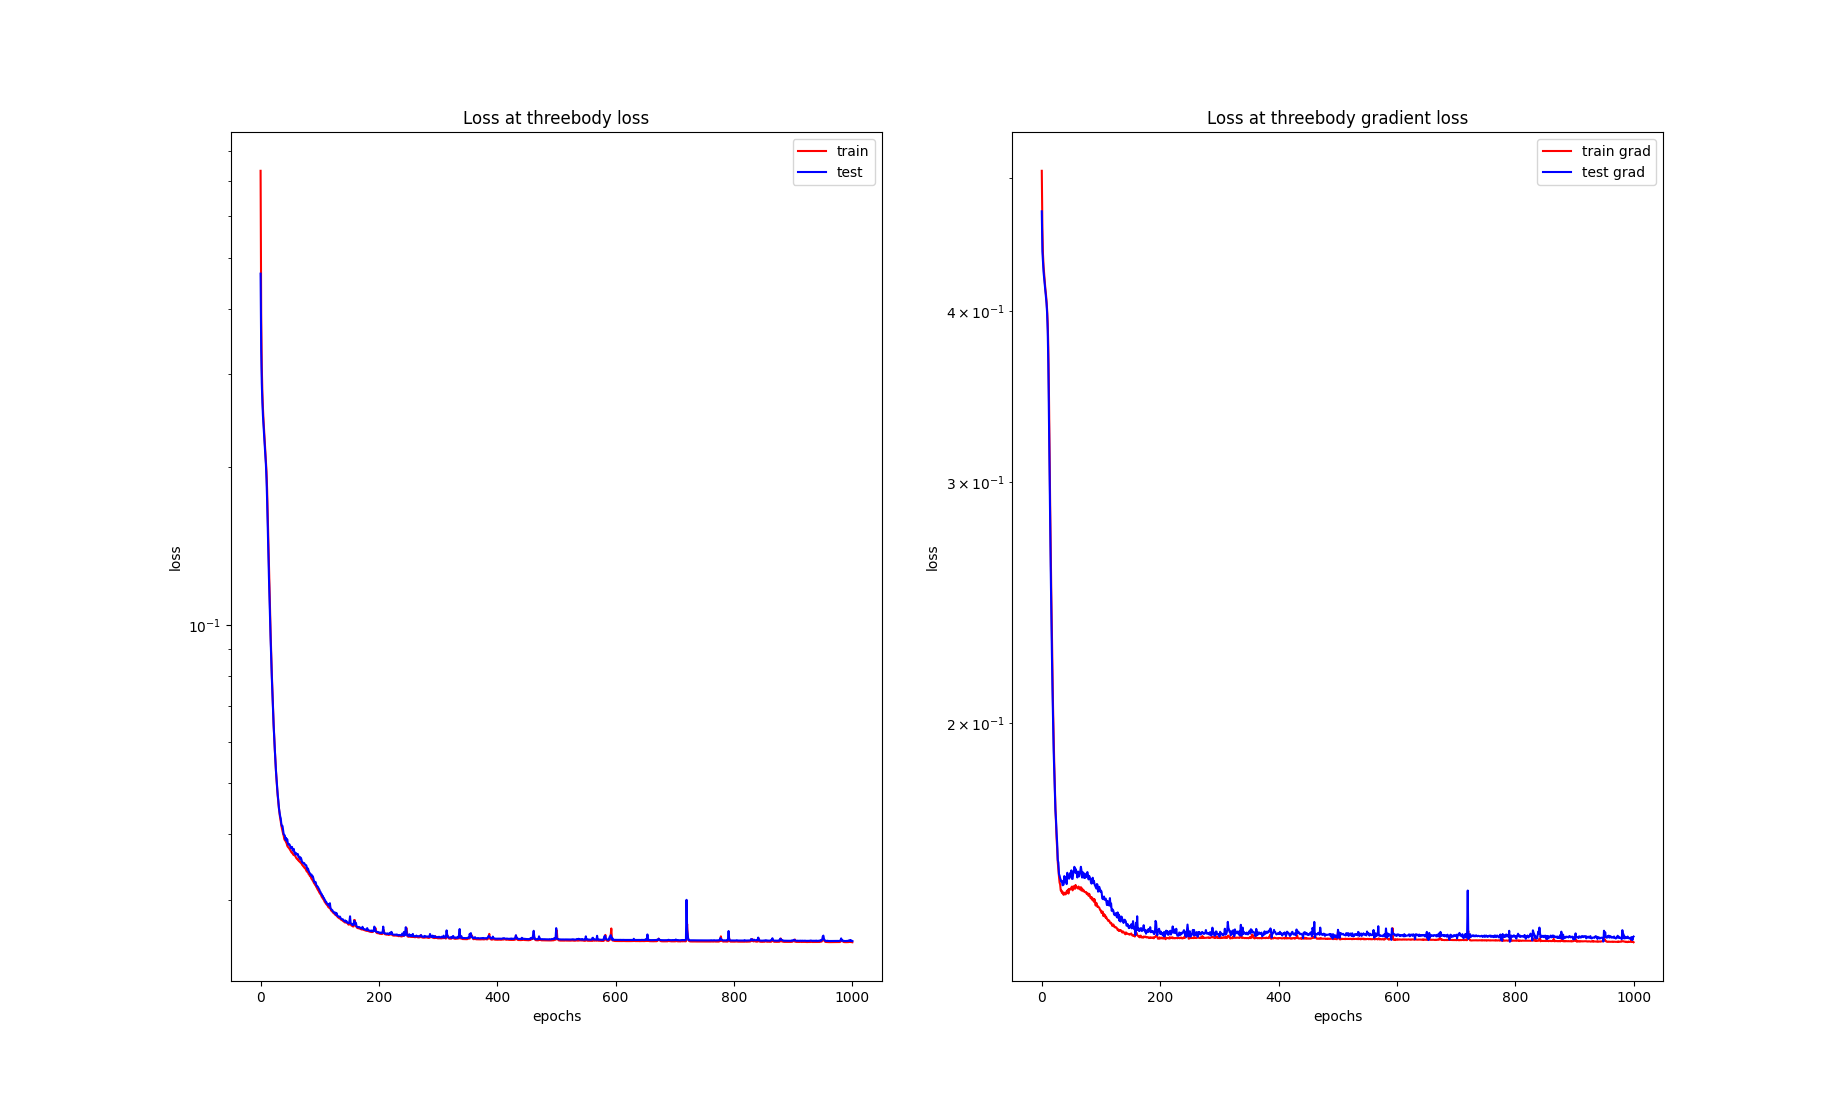 Loss at threebody loss
train
test
loss
10⁻¹
0
200
400
600
800
1000
epochs
Loss at threebody gradient loss
train grad
test grad
loss
4 × 10⁻¹
3 × 10⁻¹
2 × 10⁻¹
0
200
400
600
800
1000
epochs